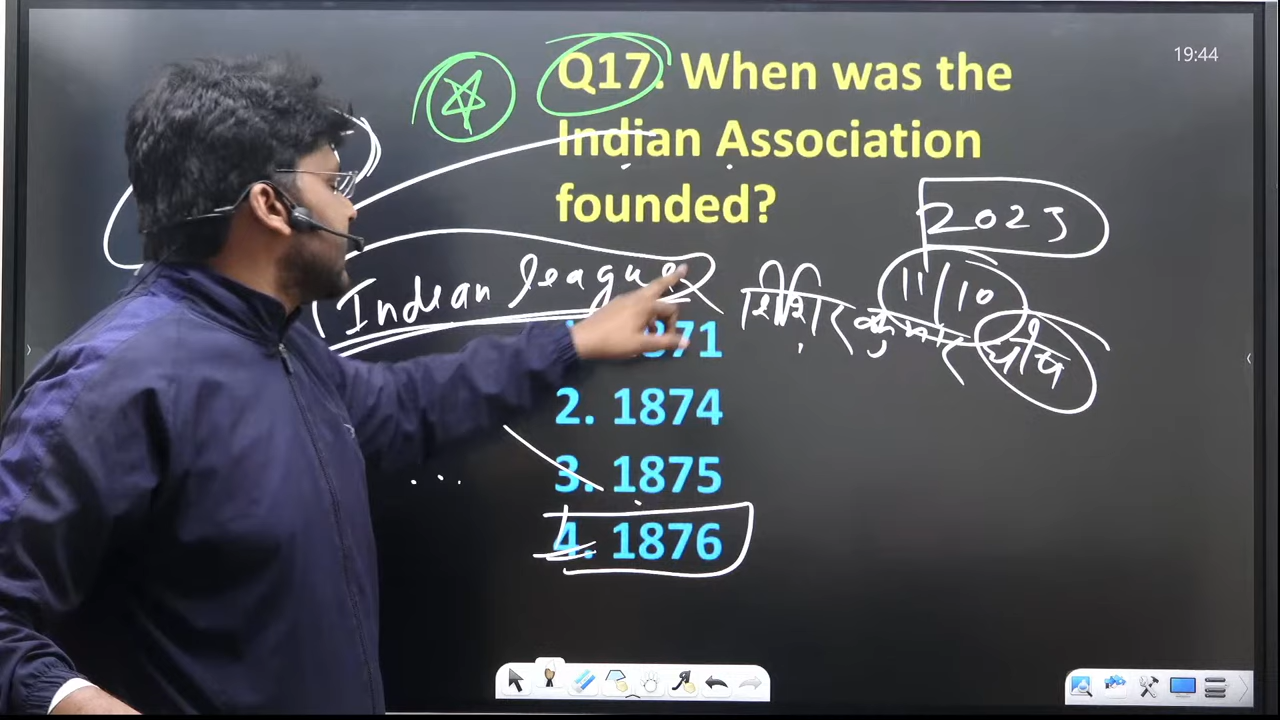 19:44
Q17. When was the
Indian Association
founded?
2023
Indian league
11/10
शिशिर कुमार घोष
1871
2. 1874
3. 1875
4. 1876